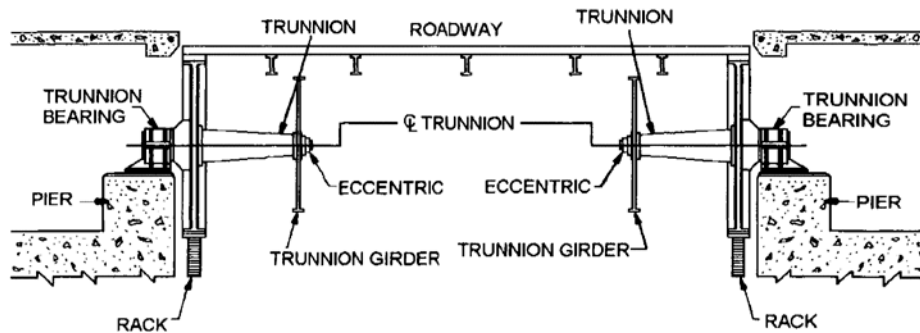 TRUNNION
ROADWAY
TRUNNION
TRUNNION
BEARING
℄ TRUNNION
TRUNNION
BEARING
ECCENTRIC
ECCENTRIC
PIER
PIER
TRUNNION GIRDER
TRUNNION GIRDER
RACK
RACK